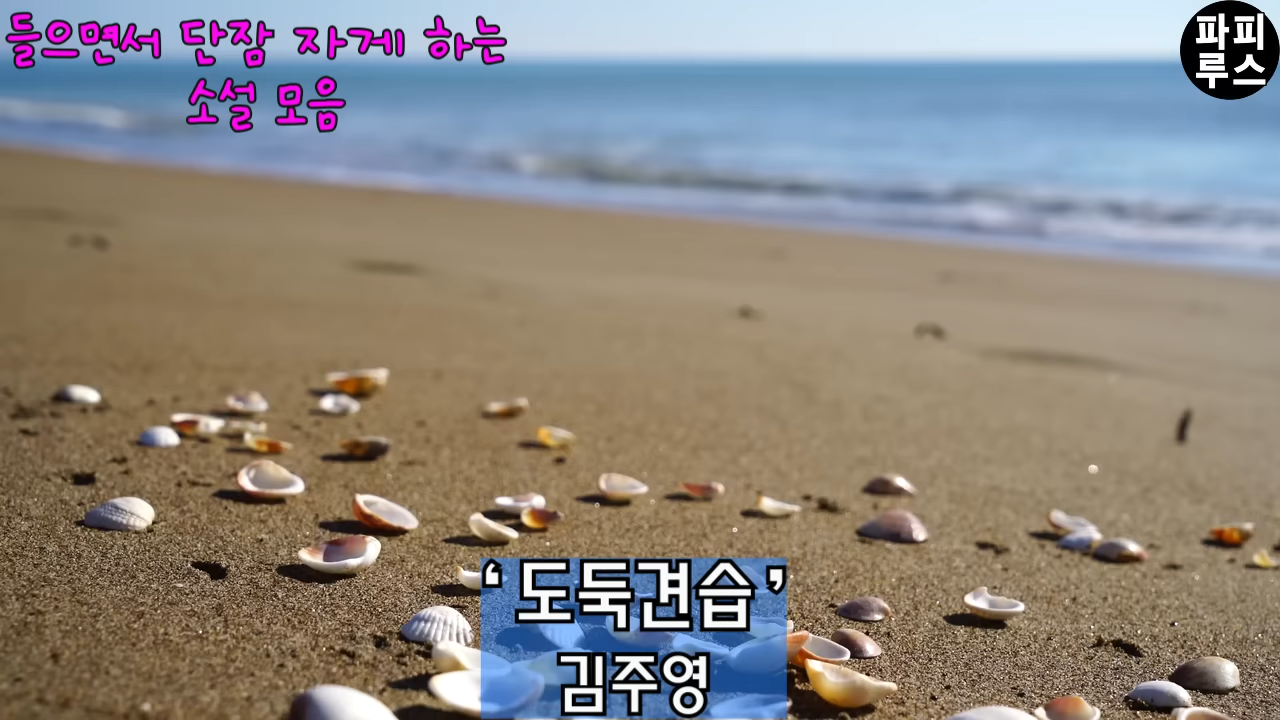 들으면서 단잠 자게 하는
소설 모음
파피
루스
‘도둑견습’
김주영